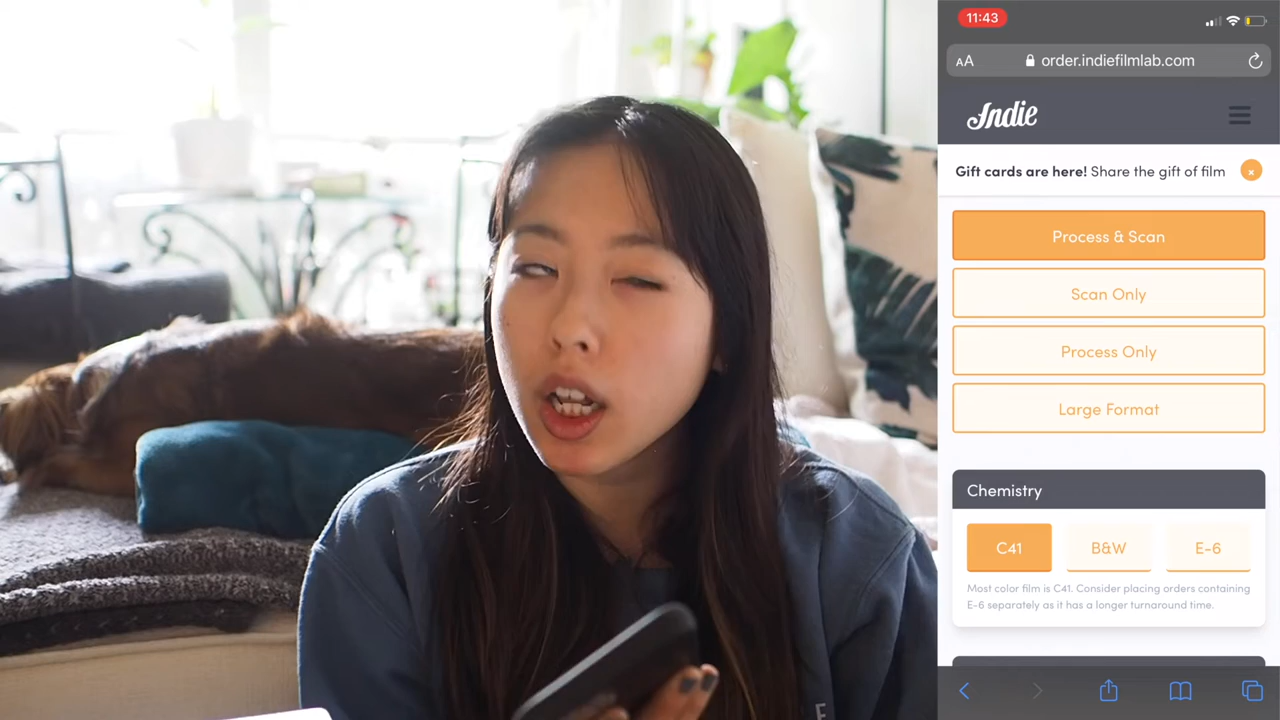 11:43
AA order.indiefilmlab.com
Indie
Gift cards are here! Share the gift of film x
Process & Scan
Scan Only
Process Only
Large Format
Chemistry
C41 B&W E-6
Most color film is C41. Consider placing orders containing
E-6 separately as it has a longer turnaround time.